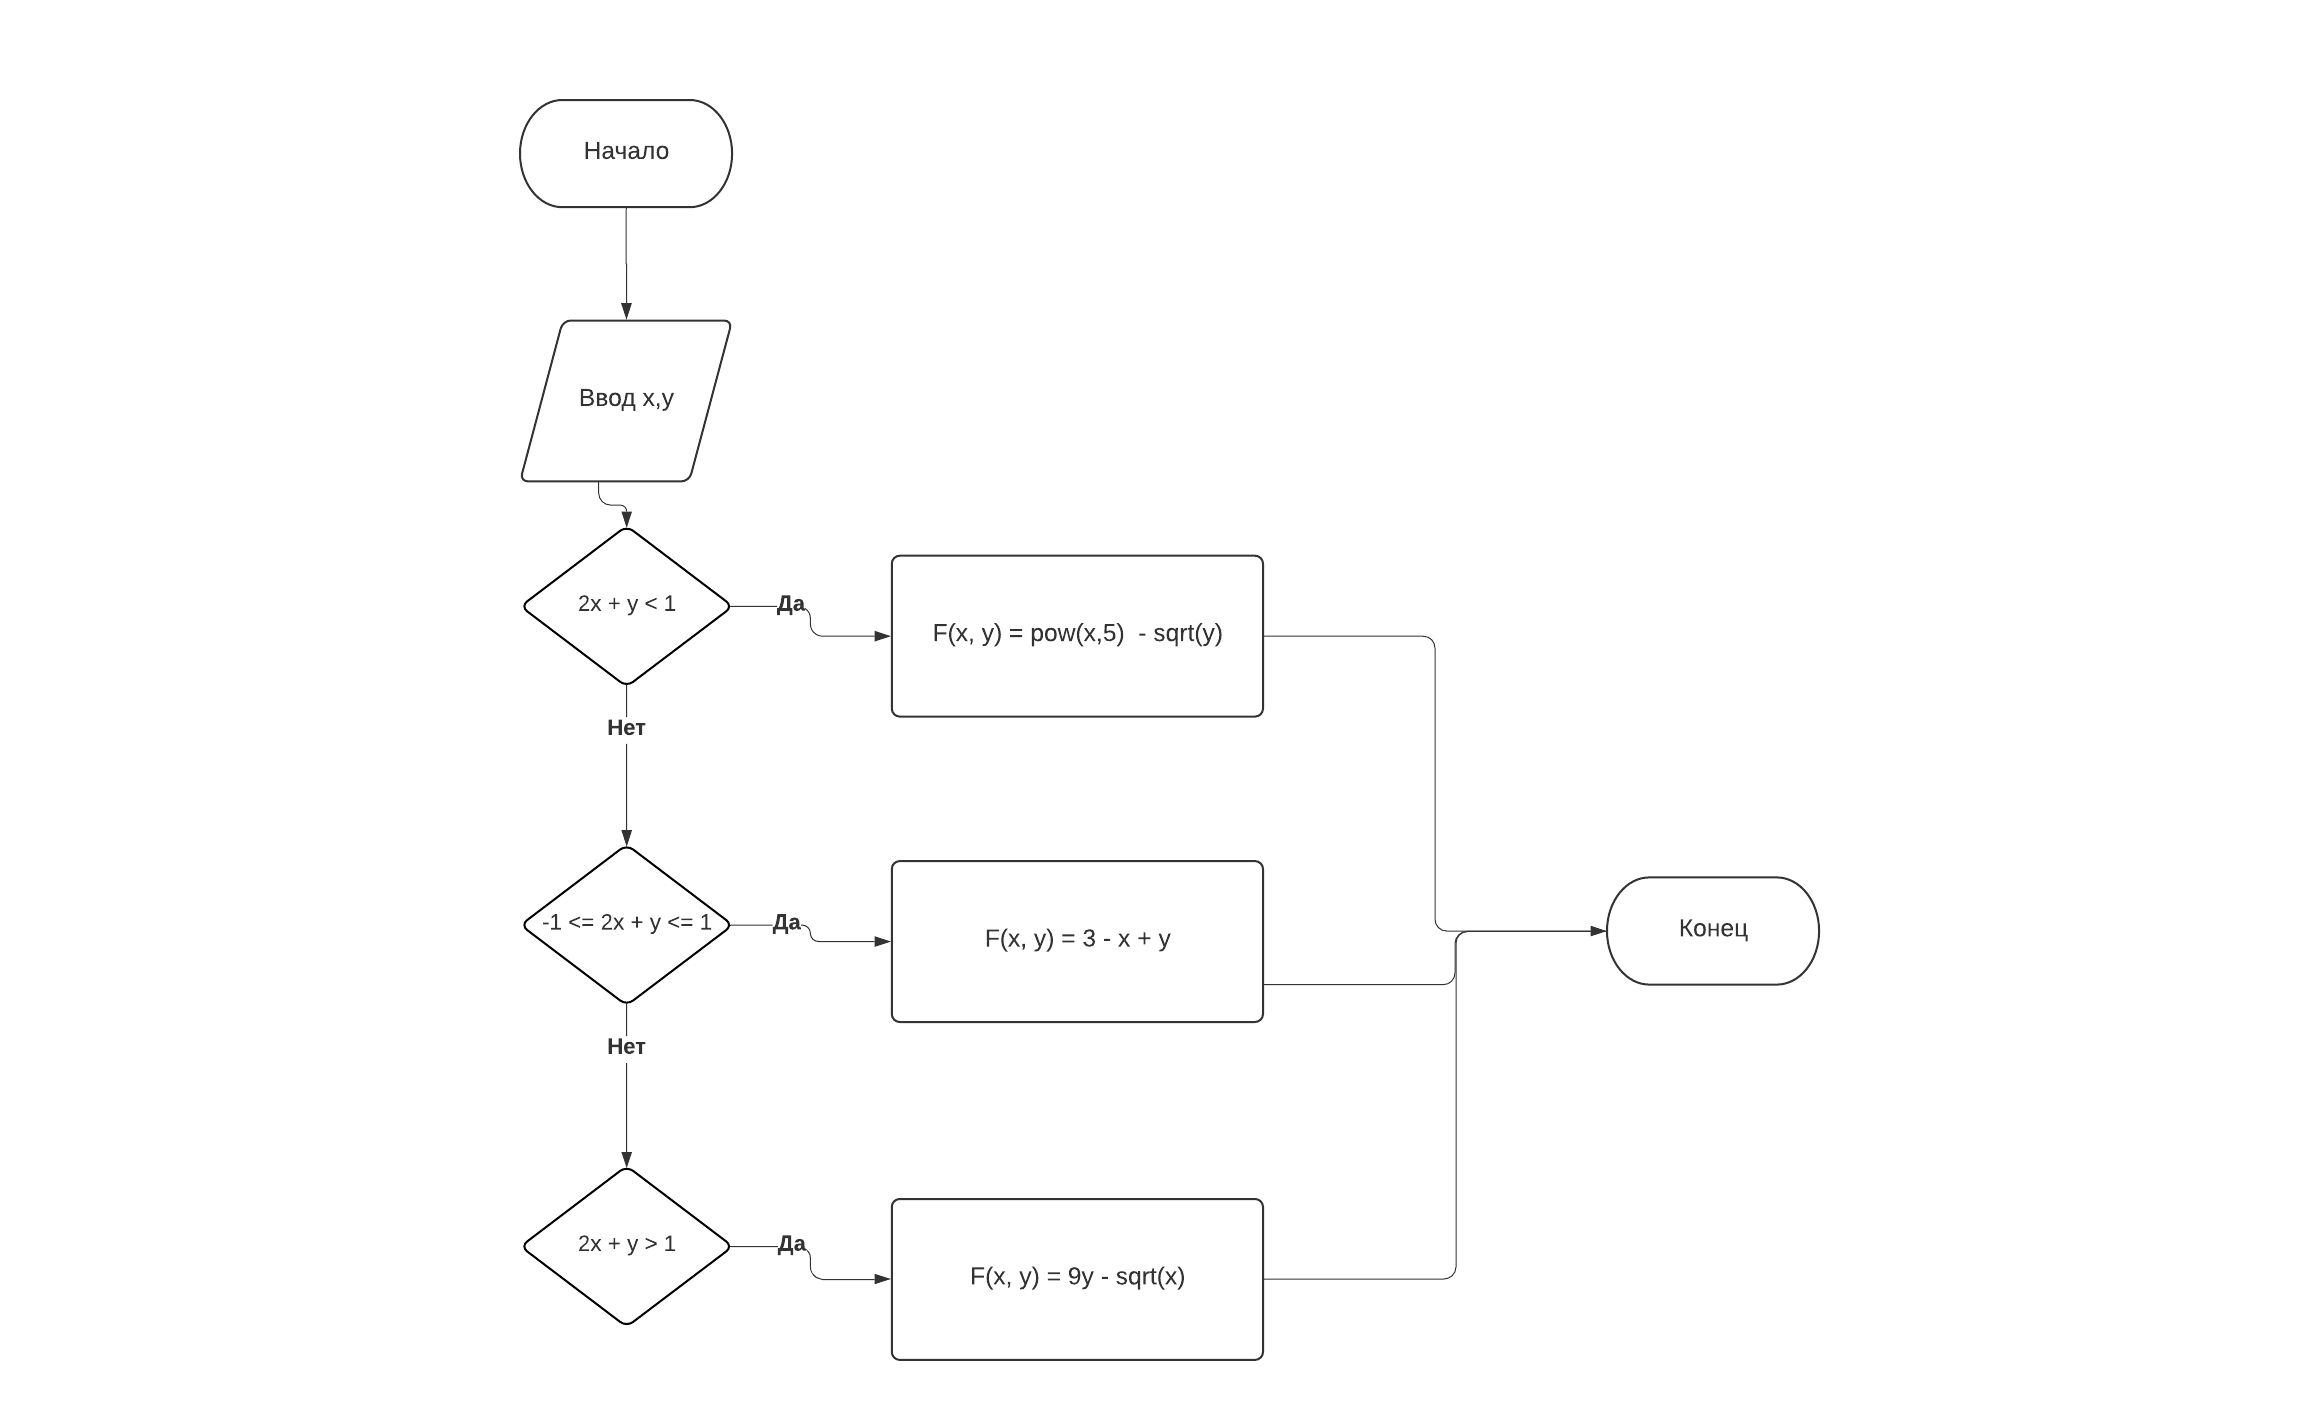 Начало
Ввод x,y
2x + y < 1
Да
F(x, y) = pow(x,5)  - sqrt(y)
Нет
-1 <= 2x + y <= 1
Да
F(x, y) = 3 - x + y
Конец
Нет
2x + y > 1
Да
F(x, y) = 9y - sqrt(x)